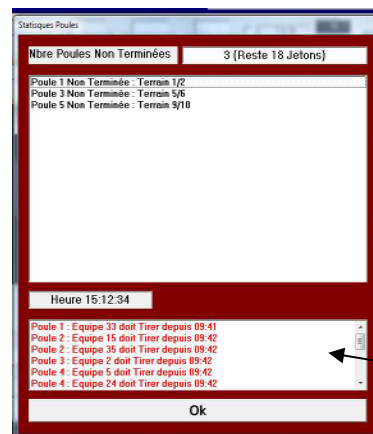 Statisques Poules
Nbre Poules Non Terminées
3 (Reste 18 Jetons)
Poule 1 Non Terminée : Terrain 1/2
Poule 3 Non Terminée : Terrain 5/6
Poule 5 Non Terminée : Terrain 9/10
Heure 15:12:34
Poule 1 : Equipe 33 doit Tirer depuis 09:41
Poule 2 : Equipe 15 doit Tirer depuis 09:42
Poule 2 : Equipe 35 doit Tirer depuis 09:42
Poule 3 : Equipe 2 doit Tirer depuis 09:42
Poule 4 : Equipe 5 doit Tirer depuis 09:42
Poule 4 : Equipe 24 doit Tirer depuis 09:42
Ok